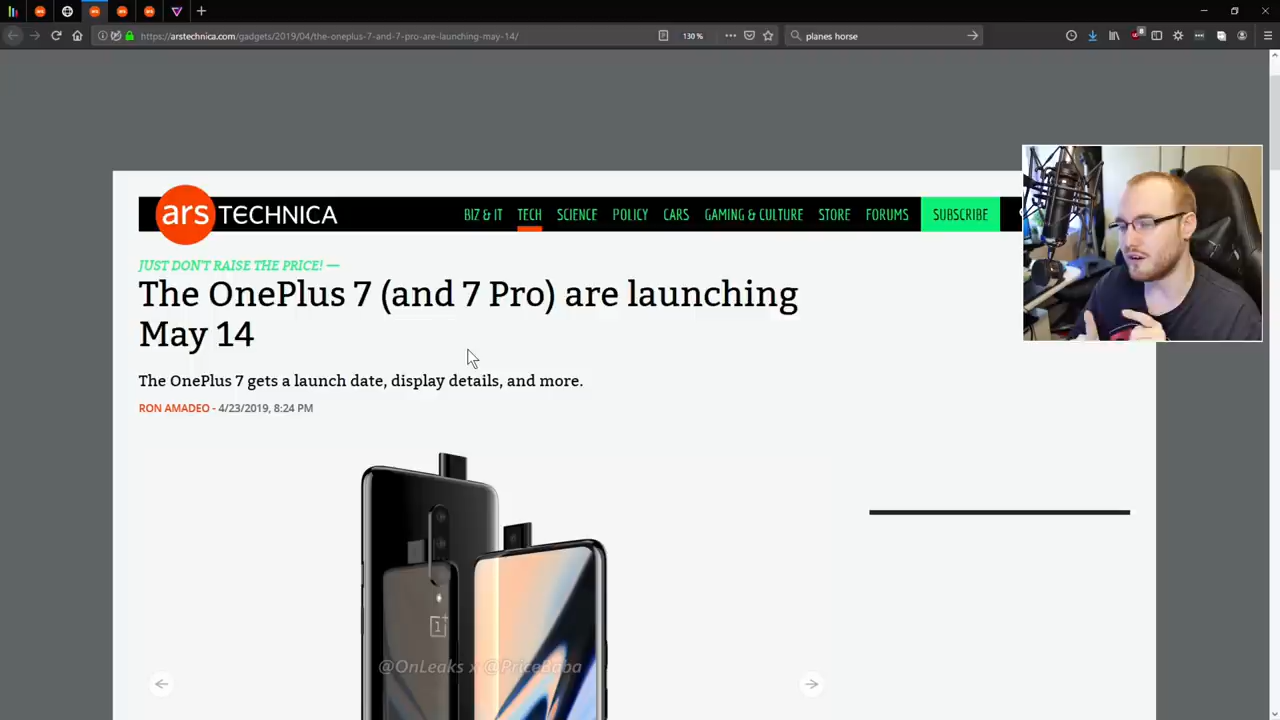 https://arstechnica.com/gadgets/2019/04/the-oneplus-7-and-7-pro-are-launching-may-14/
130%
planes horse
8
ars TECHNICA
BIZ & IT
TECH
SCIENCE
POLICY
CARS
GAMING & CULTURE
STORE
FORUMS
SUBSCRIBE
JUST DON'T RAISE THE PRICE! —
The OnePlus 7 (and 7 Pro) are launching
May 14
The OnePlus 7 gets a launch date, display details, and more.
RON AMADEO - 4/23/2019, 8:24 PM
@OnLeaks x @PriceBaba